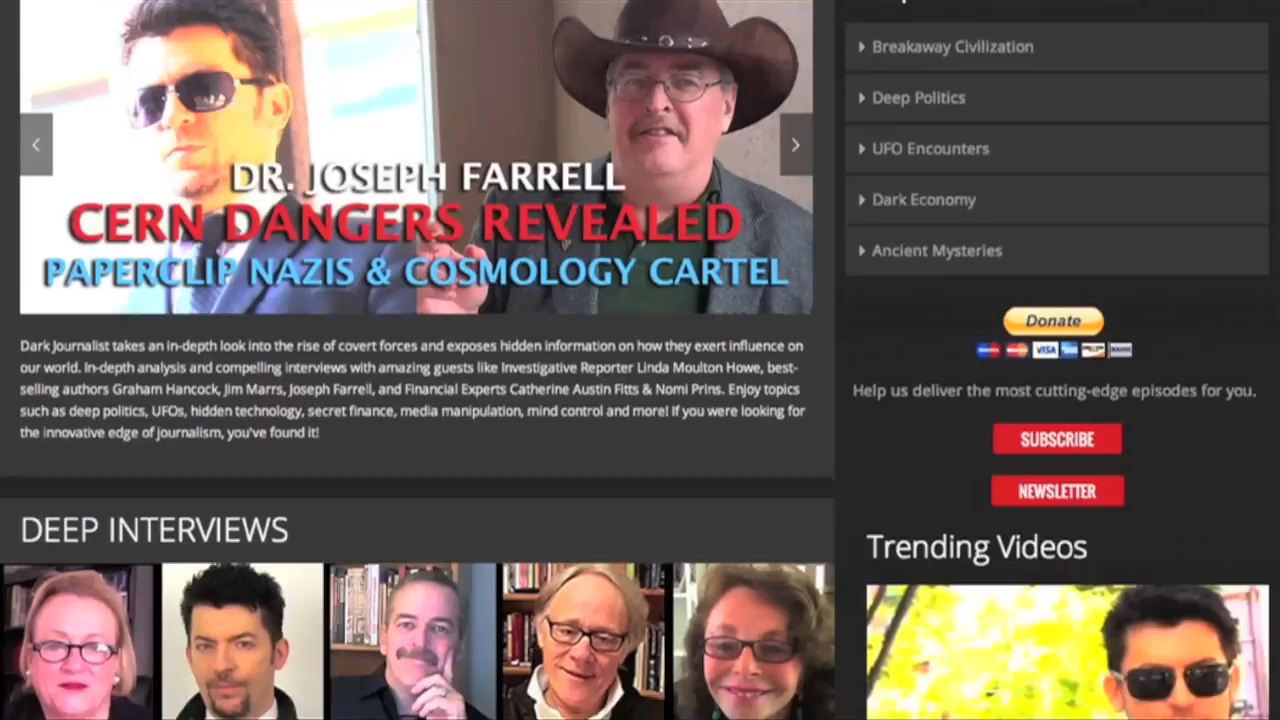 DR. JOSEPH FARRELL
CERN DANGERS REVEALED
PAPERCLIP NAZIS & COSMOLOGY CARTEL
Dark Journalist takes an in-depth look into the rise of covert forces and exposes hidden information on how they exert influence on
our world. In-depth analysis and compelling interviews with amazing guests like Investigative Reporter Linda Moulton Howe, best-
selling authors Graham Hancock, Jim Marrs, Joseph Farrell, and Financial Experts Catherine Austin Fitts & Nomi Prins. Enjoy topics
such as deep politics, UFOs, hidden technology, secret finance, media manipulation, mind control and more! If you were looking for
the innovative edge of journalism, you've found it!
DEEP INTERVIEWS
Breakaway Civilization
Deep Politics
UFO Encounters
Dark Economy
Ancient Mysteries
Donate
VISA
Help us deliver the most cutting-edge episodes for you.
SUBSCRIBE
NEWSLETTER
Trending Videos